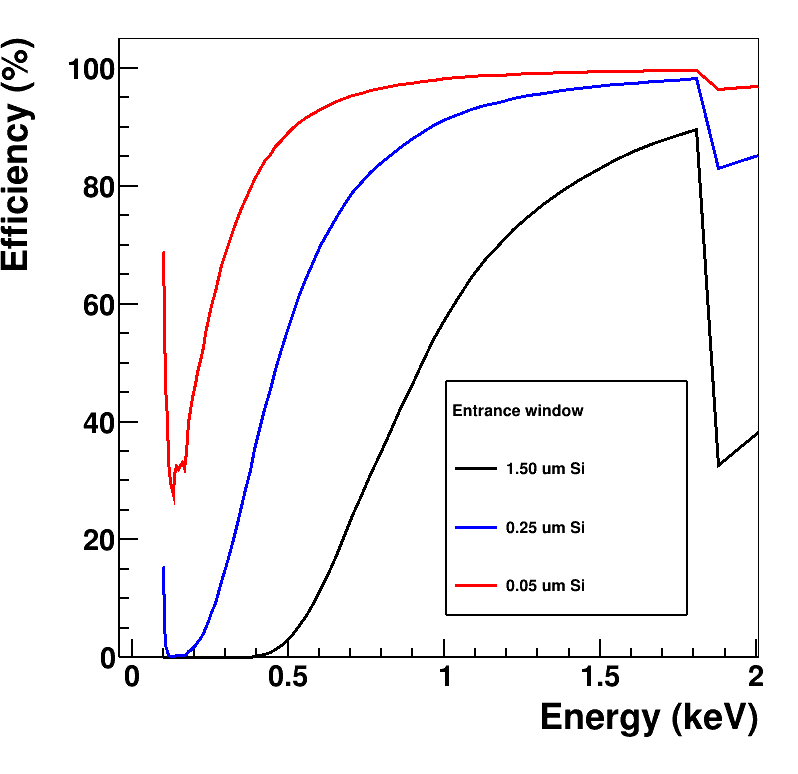 Efficiency (%)
100
80
60
40
20
0
0 0.5 1 1.5 2
Energy (keV)
Entrance window
1.50 um Si
0.25 um Si
0.05 um Si